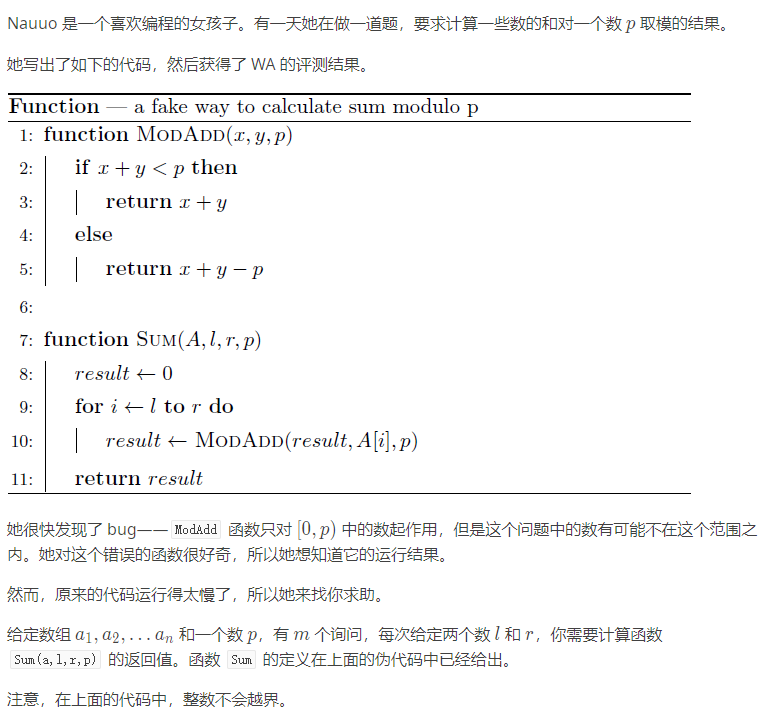 Nauuo 是一个喜欢编程的女孩子。有一天她在做一道题，要求计算一些数的和对一个数 p 取模的结果。
她写出了如下的代码，然后获得了 WA 的评测结果。
Function — a fake way to calculate sum modulo p
1: function ModAdd(x, y, p)
2: if x + y < p then
3: return x + y
4: else
5: return x + y − p
6:
7: function Sum(A, l, r, p)
8: result ← 0
9: for i ← l to r do
10: result ← ModAdd(result, A[i], p)
11: return result
她很快发现了 bug——ModAdd 函数只对 [0, p) 中的数起作用，但是这个问题中的数有可能不在这个范围之
内。她对这个错误的函数很好奇，所以她想知道它的运行结果。
然而，原来的代码运行得太慢了，所以她来找你求助。
给定数组 a₁, a₂, … aₙ 和一个数 p，有 m 个询问，每次给定两个数 l 和 r，你需要计算函数
Sum(a,l,r,p) 的返回值。函数 Sum 的定义在上面的伪代码中已经给出。
注意，在上面的代码中，整数不会越界。